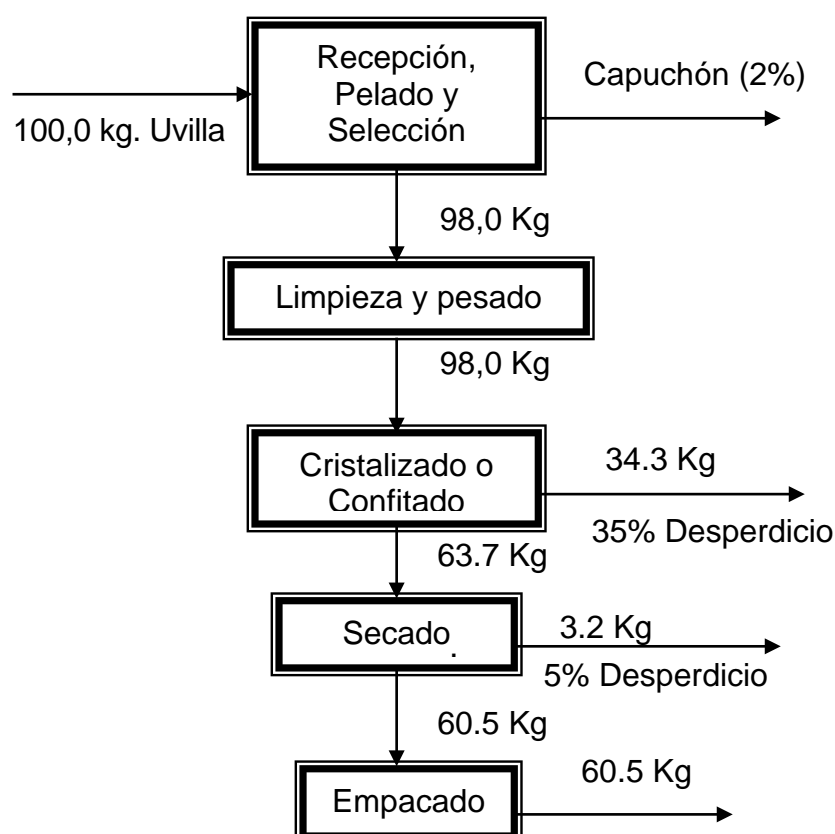 Recepción,
Pelado y
Selección
Capuchón (2%)
100,0 kg. Uvilla
98,0 Kg
Limpieza y pesado
98,0 Kg
Cristalizado o
Confitado
34.3 Kg
35% Desperdicio
63.7 Kg
Secado.
3.2 Kg
5% Desperdicio
60.5 Kg
60.5 Kg
Empacado